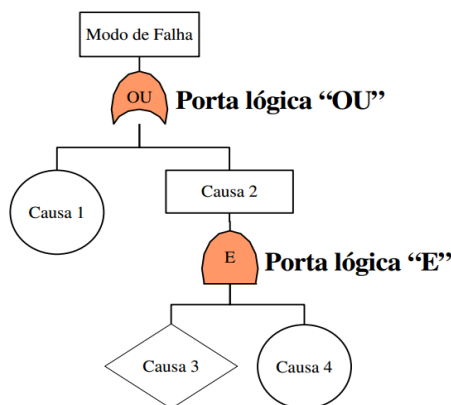 Modo de Falha
OU
Porta lógica “OU”
Causa 1
Causa 2
E
Porta lógica “E”
Causa 3
Causa 4